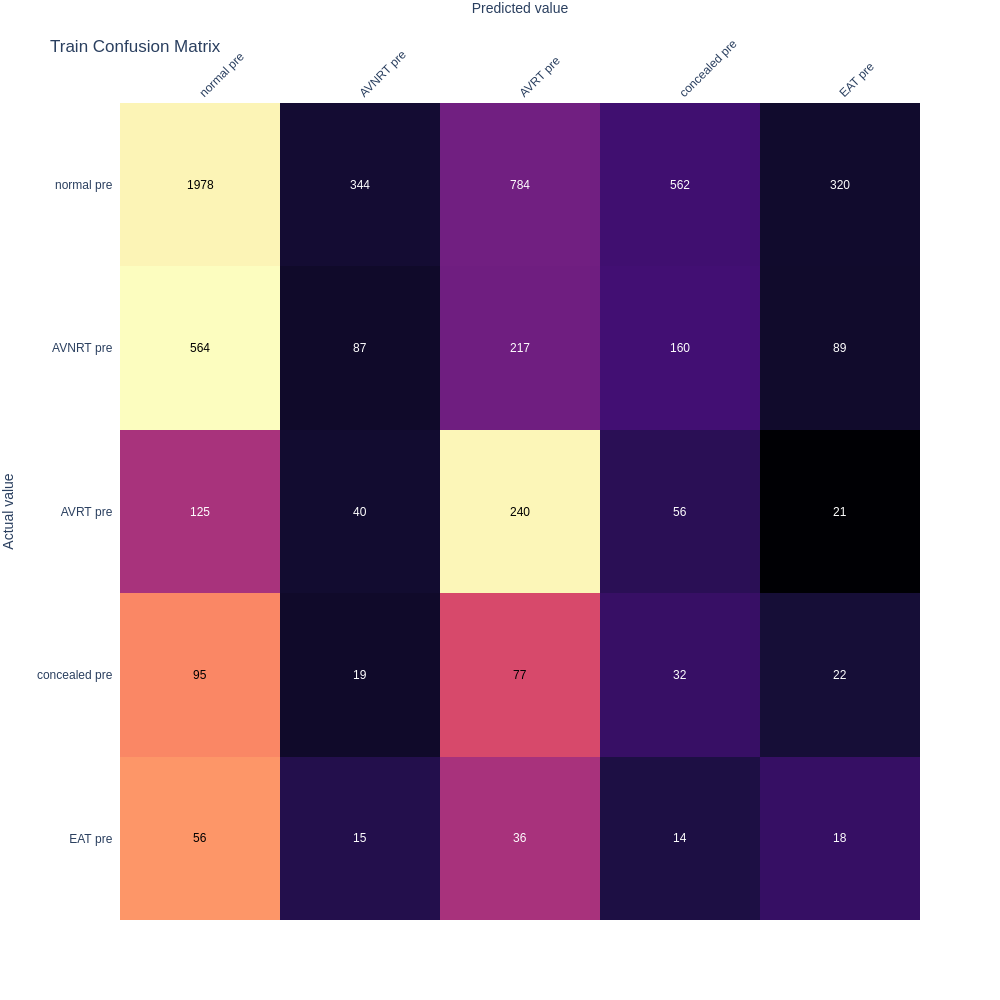 Predicted value
Train Confusion Matrix
normal pre AVNRT pre AVRT pre concealed pre EAT pre
normal pre 1978 344 784 562 320
AVNRT pre 564 87 217 160 89
AVRT pre 125 40 240 56 21
concealed pre 95 19 77 32 22
EAT pre 56 15 36 14 18
Actual value